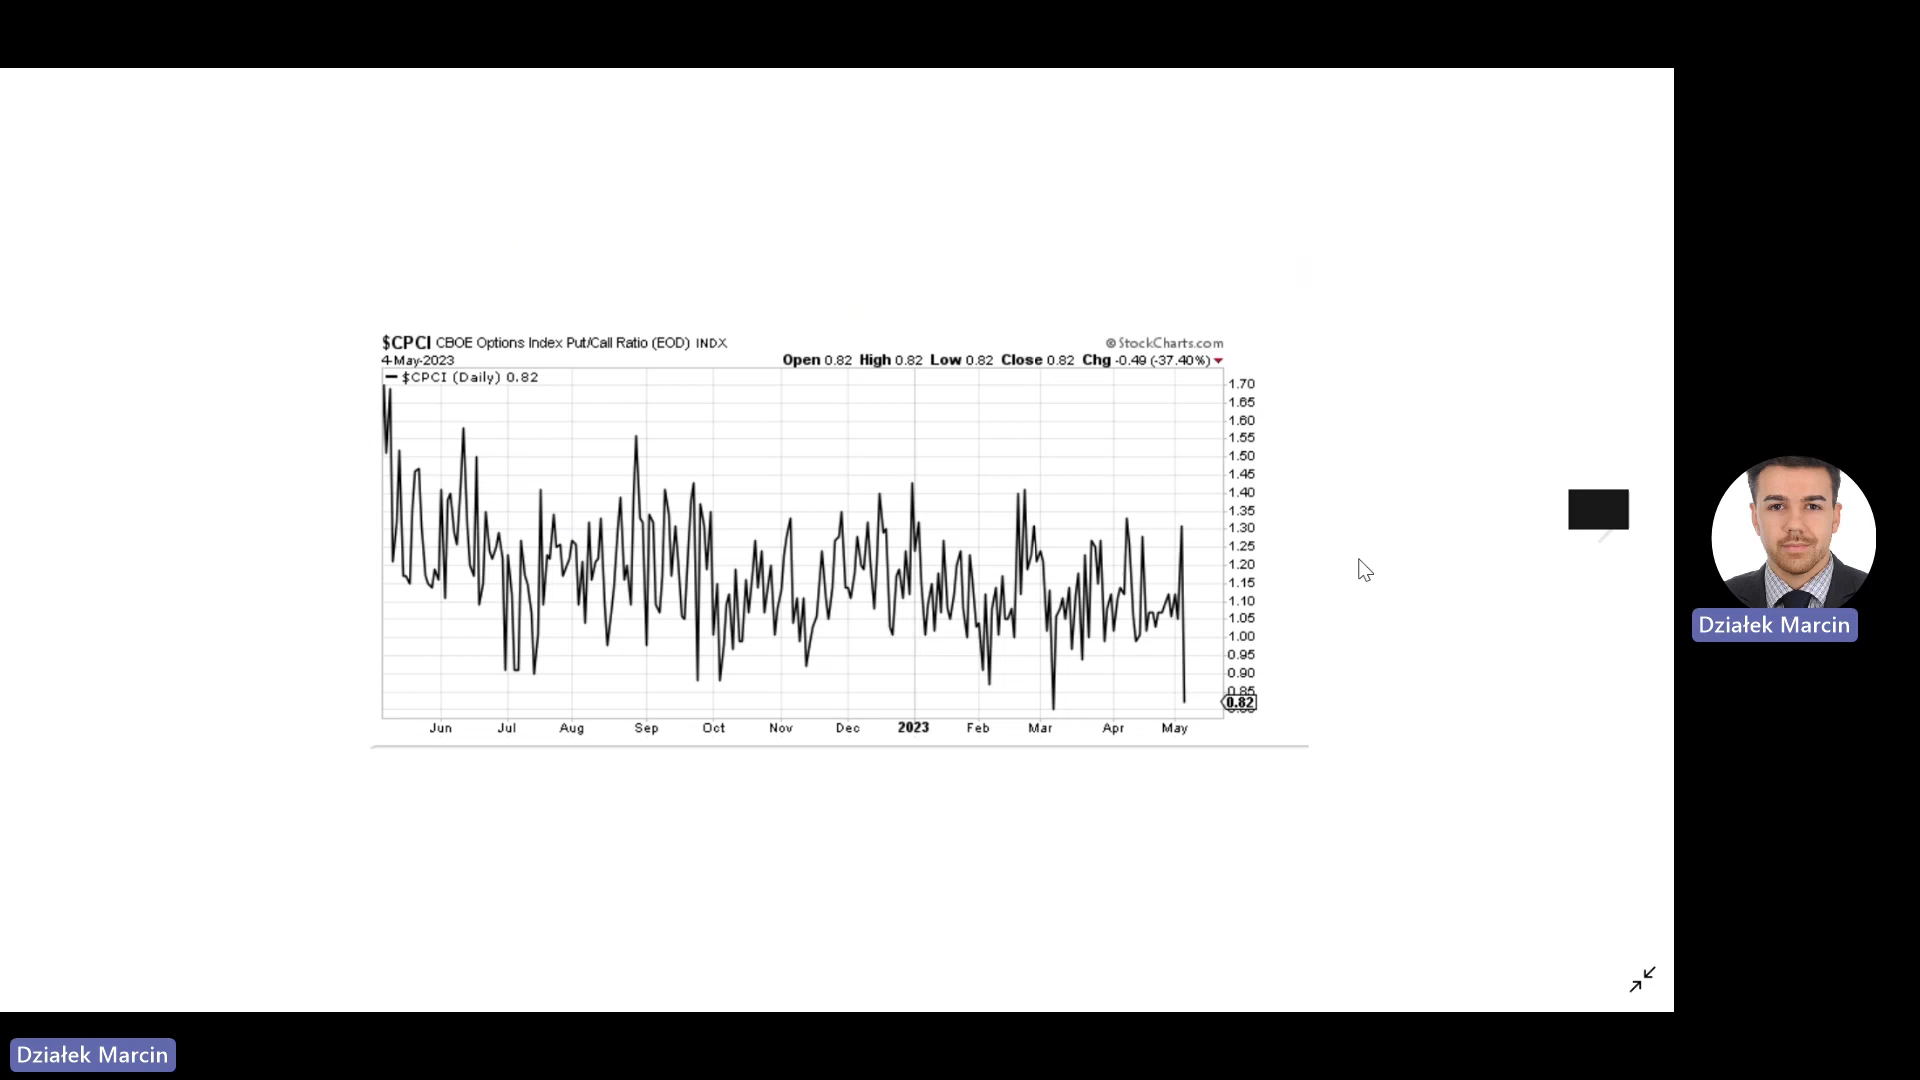 $CPCI CBOE Options Index Put/Call Ratio (EOD) INDX
© StockCharts.com
4-May-2023
Open 0.82 High 0.82 Low 0.82 Close 0.82 Chg -0.49 (-37.40%)
$CPCI (Daily) 0.82
1.70
1.65
1.60
1.55
1.50
1.45
1.40
1.35
1.30
1.25
1.20
1.15
1.10
1.05
1.00
0.95
0.90
0.85
0.82
Jun Jul Aug Sep Oct Nov Dec 2023 Feb Mar Apr May
Działek Marcin
Działek Marcin